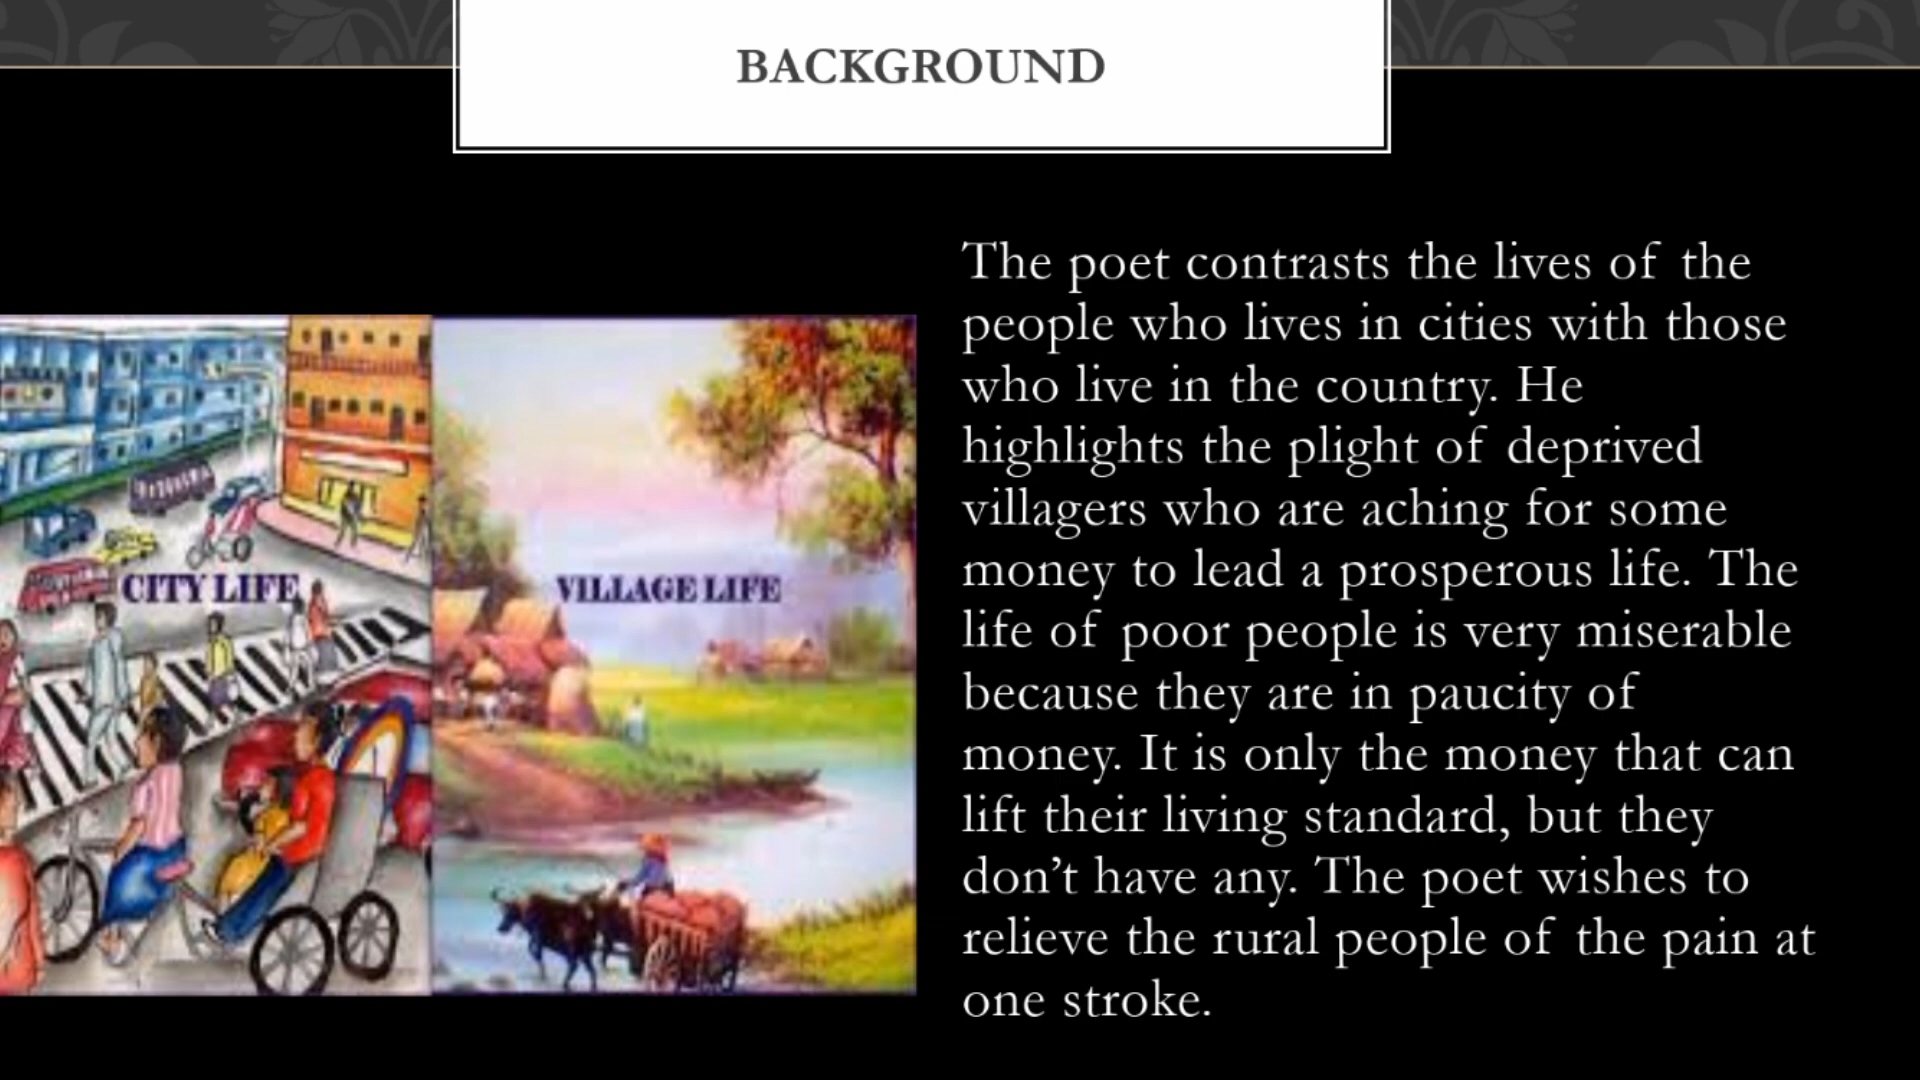 BACKGROUND
CITY LIFE
VILLAGE LIFE
The poet contrasts the lives of the
people who lives in cities with those
who live in the country. He
highlights the plight of deprived
villagers who are aching for some
money to lead a prosperous life. The
life of poor people is very miserable
because they are in paucity of
money. It is only the money that can
lift their living standard, but they
don’t have any. The poet wishes to
relieve the rural people of the pain at
one stroke.